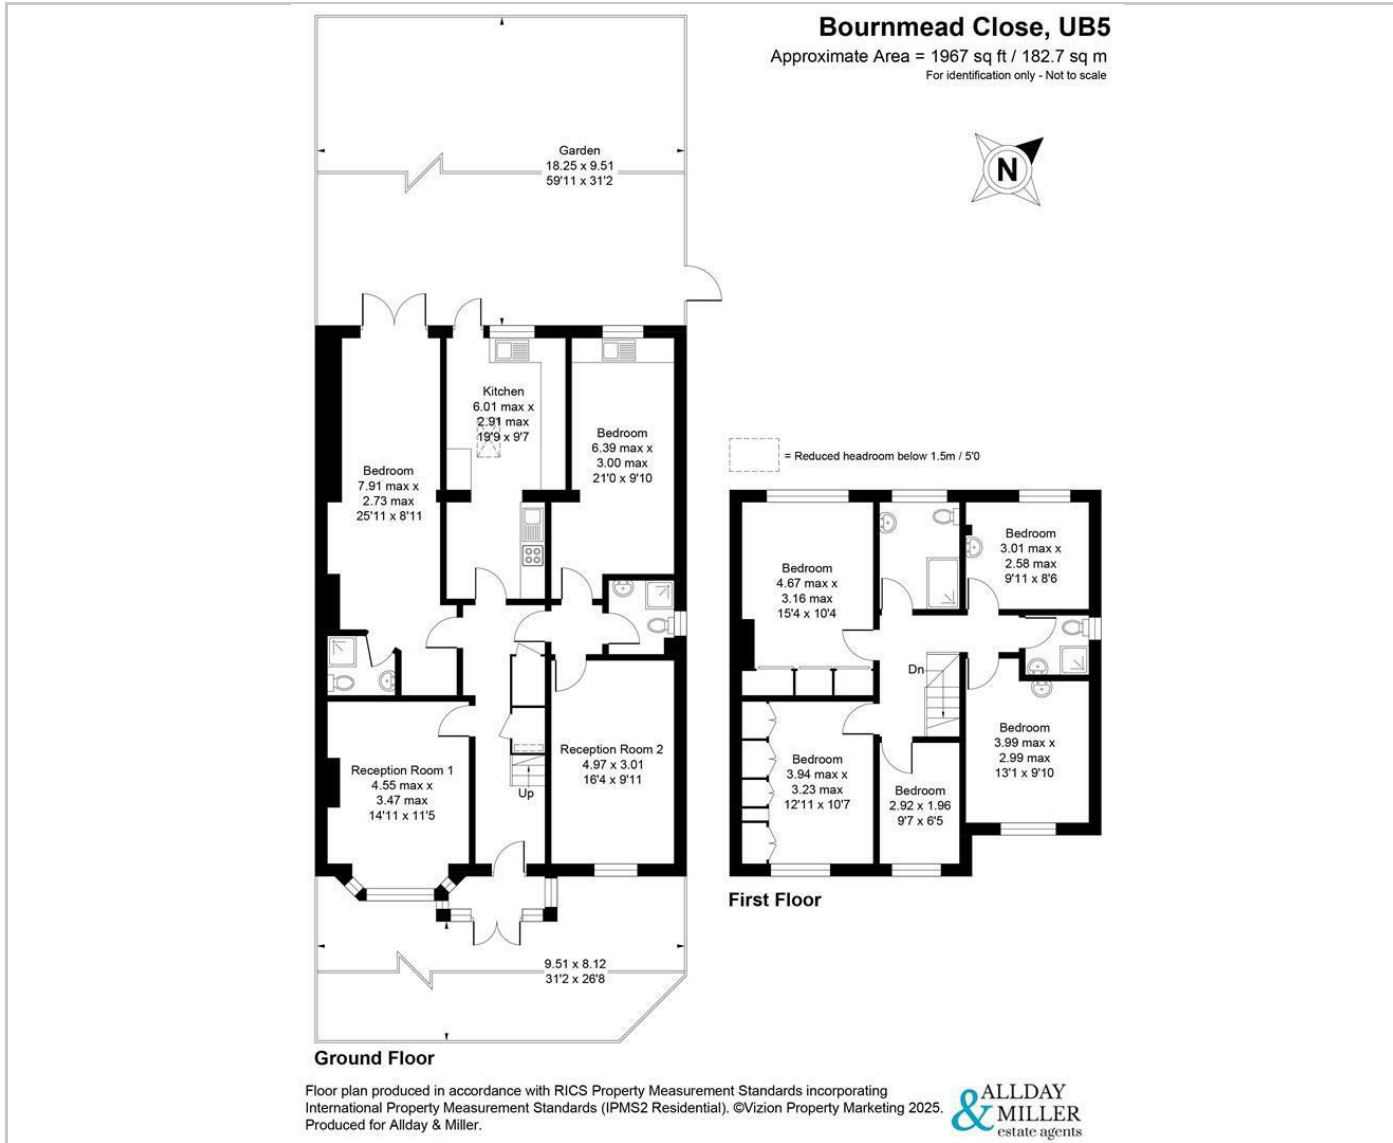 Bournmead Close, UB5
Approximate Area = 1967 sq ft / 182.7 sq m
For identification only - Not to scale
N
Garden
18.25 x 9.51
59'11 x 31'2
Kitchen
6.01 max x
2.91 max
19'9 x 9'7
Bedroom
6.39 max x
3.00 max
21'0 x 9'10
Bedroom
7.91 max x
2.73 max
25'11 x 8'11
Reception Room 1
4.55 max x
3.47 max
14'11 x 11'5
Up
Reception Room 2
4.97 x 3.01
16'4 x 9'11
9.51 x 8.12
31'2 x 26'8
Ground Floor
= Reduced headroom below 1.5m / 5'0
Bedroom
4.67 max x
3.16 max
15'4 x 10'4
Bedroom
3.01 max x
2.58 max
9'11 x 8'6
Dn
Bedroom
3.94 max x
3.23 max
12'11 x 10'7
Bedroom
2.92 x 1.96
9'7 x 6'5
Bedroom
3.99 max x
2.99 max
13'1 x 9'10
First Floor
Floor plan produced in accordance with RICS Property Measurement Standards incorporating
International Property Measurement Standards (IPMS2 Residential). ©Vizion Property Marketing 2025.
Produced for Allday & Miller.
ALLDAY
& MILLER
estate agents